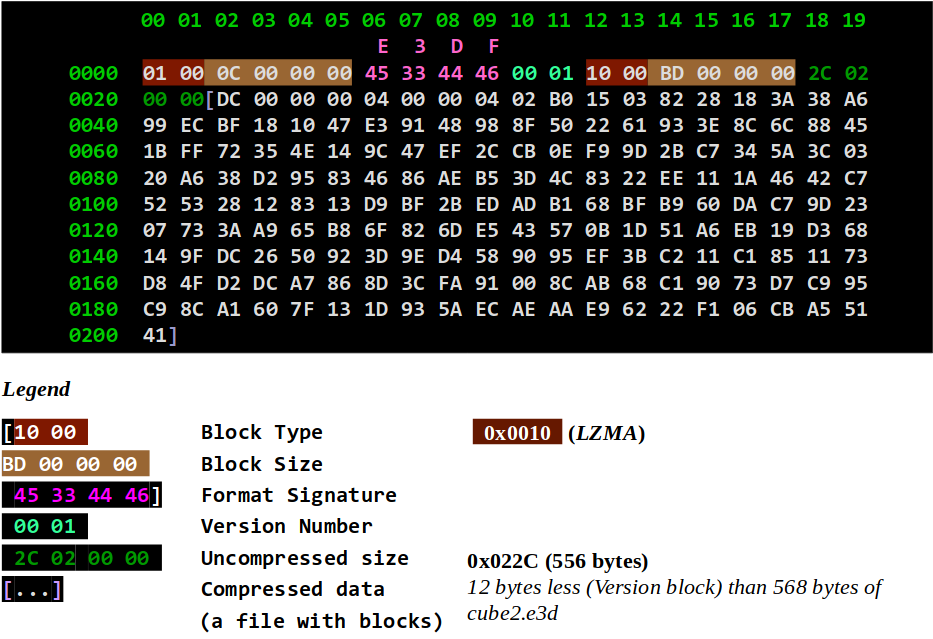 00 01 02 03 04 05 06 07 08 09 10 11 12 13 14 15 16 17 18 19
E 3 D F
0000 01 00 0C 00 00 00 45 33 44 46 00 01 10 00 BD 00 00 00 2C 02
0020 00 00[DC 00 00 00 04 00 00 04 02 B0 15 03 82 28 18 3A 38 A6
0040 99 EC BF 18 10 47 E3 91 48 98 8F 50 22 61 93 3E 8C 6C 88 45
0060 1B FF 72 35 4E 14 9C 47 EF 2C CB 0E F9 9D 2B C7 34 5A 3C 03
0080 20 A6 38 D2 95 83 46 86 AE B5 3D 4C 83 22 EE 11 1A 46 42 C7
0100 52 53 28 12 83 13 D9 BF 2B ED AD B1 68 BF B9 60 DA C7 9D 23
0120 07 73 3A A9 65 B8 6F 82 6D E5 43 57 0B 1D 51 A6 EB 19 D3 68
0140 14 9F DC 26 50 92 3D 9E D4 58 90 95 EF 3B C2 11 C1 85 11 73
0160 D8 4F D2 DC A7 86 8D 3C FA 91 00 8C AB 68 C1 90 73 D7 C9 95
0180 C9 8C A1 60 7F 13 1D 93 5A EC AE AA E9 62 22 F1 06 CB A5 51
0200 41]
Legend
[10 00 Block Type 0x0010 (LZMA)
BD 00 00 00 Block Size
45 33 44 46] Format Signature
00 01 Version Number
2C 02 00 00 Uncompressed size 0x022C (556 bytes)
[...] Compressed data 12 bytes less (Version block) than 568 bytes of
(a file with blocks) cube2.e3d